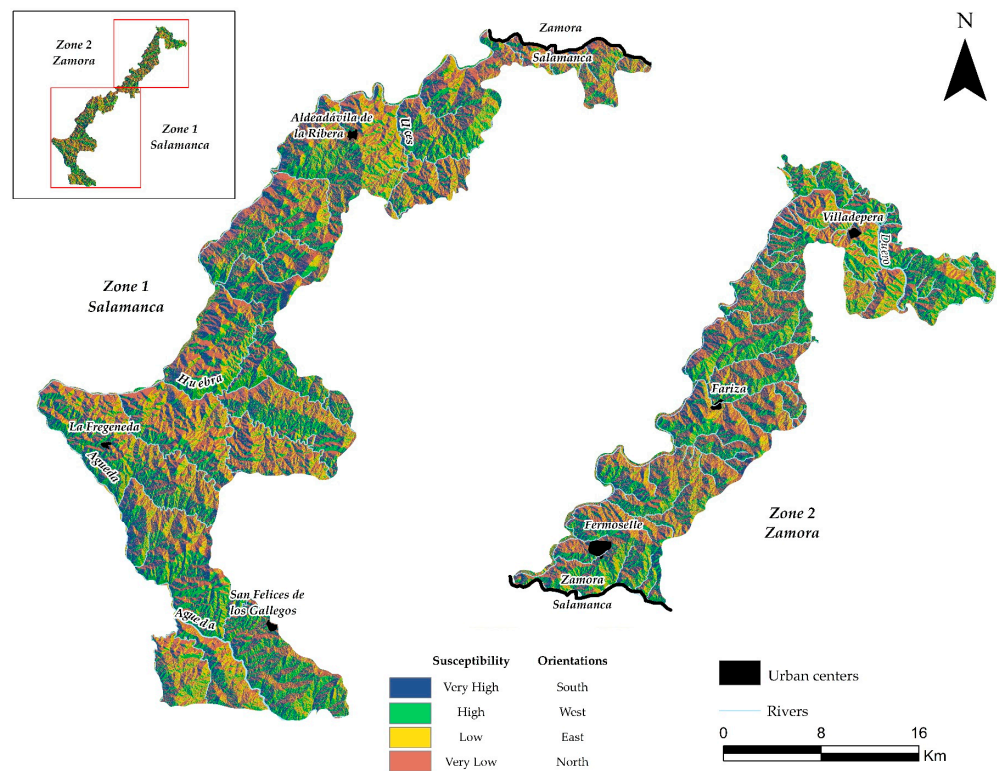 Zone 2
Zamora
Zone 1
Salamanca
Zamora
Salamanca
N
Aldeadávila de
la Ribera
Uces
Villadepera
Duero
Zone 1
Salamanca
Huebra
Fariza
La Fregeneda
Agueda
Zone 2
Zamora
Fermoselle
Zamora
Salamanca
San Felices de
los Gallegos
Agueda
Susceptibility Orientations
Very High South
High West
Low East
Very Low North
Urban centers
Rivers
0 8 16
Km